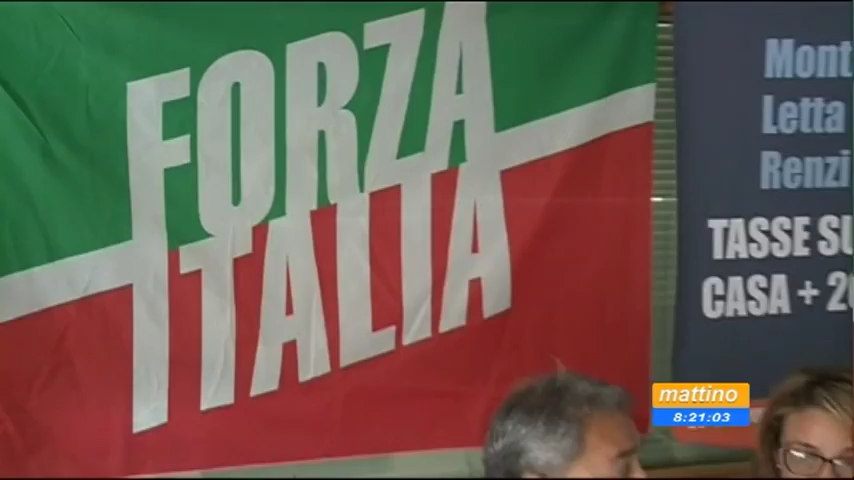 FORZA
ITALIA
Mont
Letta
Renzi
TASSE SU
CASA + 2
mattino
8:21:03